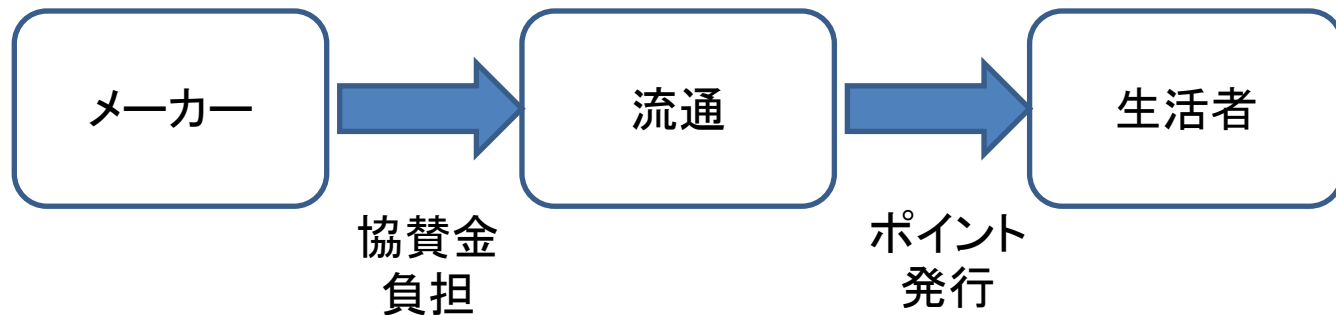 メーカー
流通
生活者
協賛金
負担
ポイント
発行